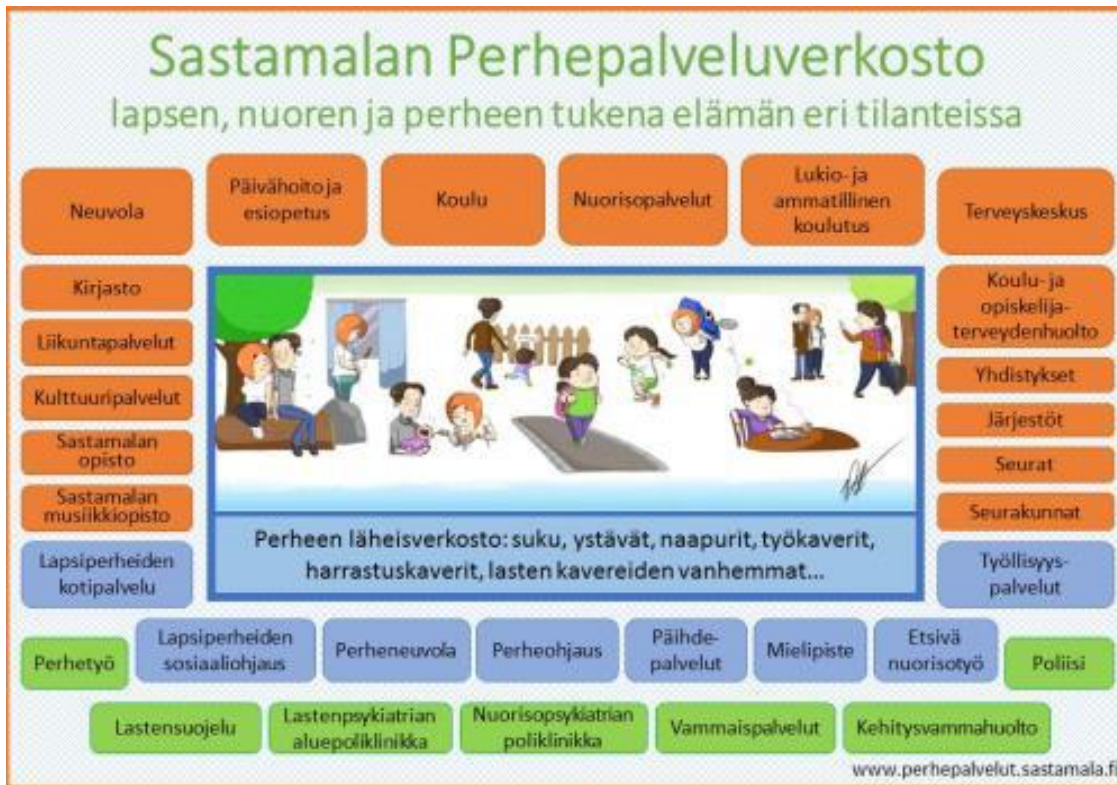 Sastamalan Perhepalveluverkosto
lapsen, nuoren ja perheen tukena elämän eri tilanteissa
Neuvola
Päivähoito ja
esiopetus
Koulu
Nuorisopalvelut
Lukio- ja
ammatillinen
koulutus
Terveyskeskus
Kirjasto
Liikuntapalvelut
Kulttuuripalvelut
Sastamalan
opisto
Sastamalan
musiikkiopisto
Lapsiperheiden
kotipalvelu
Koulu- ja
opiskelija-
terveydenhuolto
Yhdistykset
Järjestöt
Seurat
Seurakunnat
Työllisyys-
palvelut
Perheen läheisverkosto: suku, ystävät, naapurit, työkaverit,
harrastuskaverit, lasten kavereiden vanhemmat...
Perhetyö
Lapsiperheiden
sosiaaliohjaus
Perheneuvola
Perheohjaus
Päihde-
palvelut
Mielipiste
Etsivä
nuorisotyö
Poliisi
Lastensuojelu
Lastenpsykiatrian
aluepoliklinikka
Nuorisopsykiatrian
poliklinikka
Vammaispalvelut
Kehitysvammahuolto
www.perhepalvelut.sastamala.fi